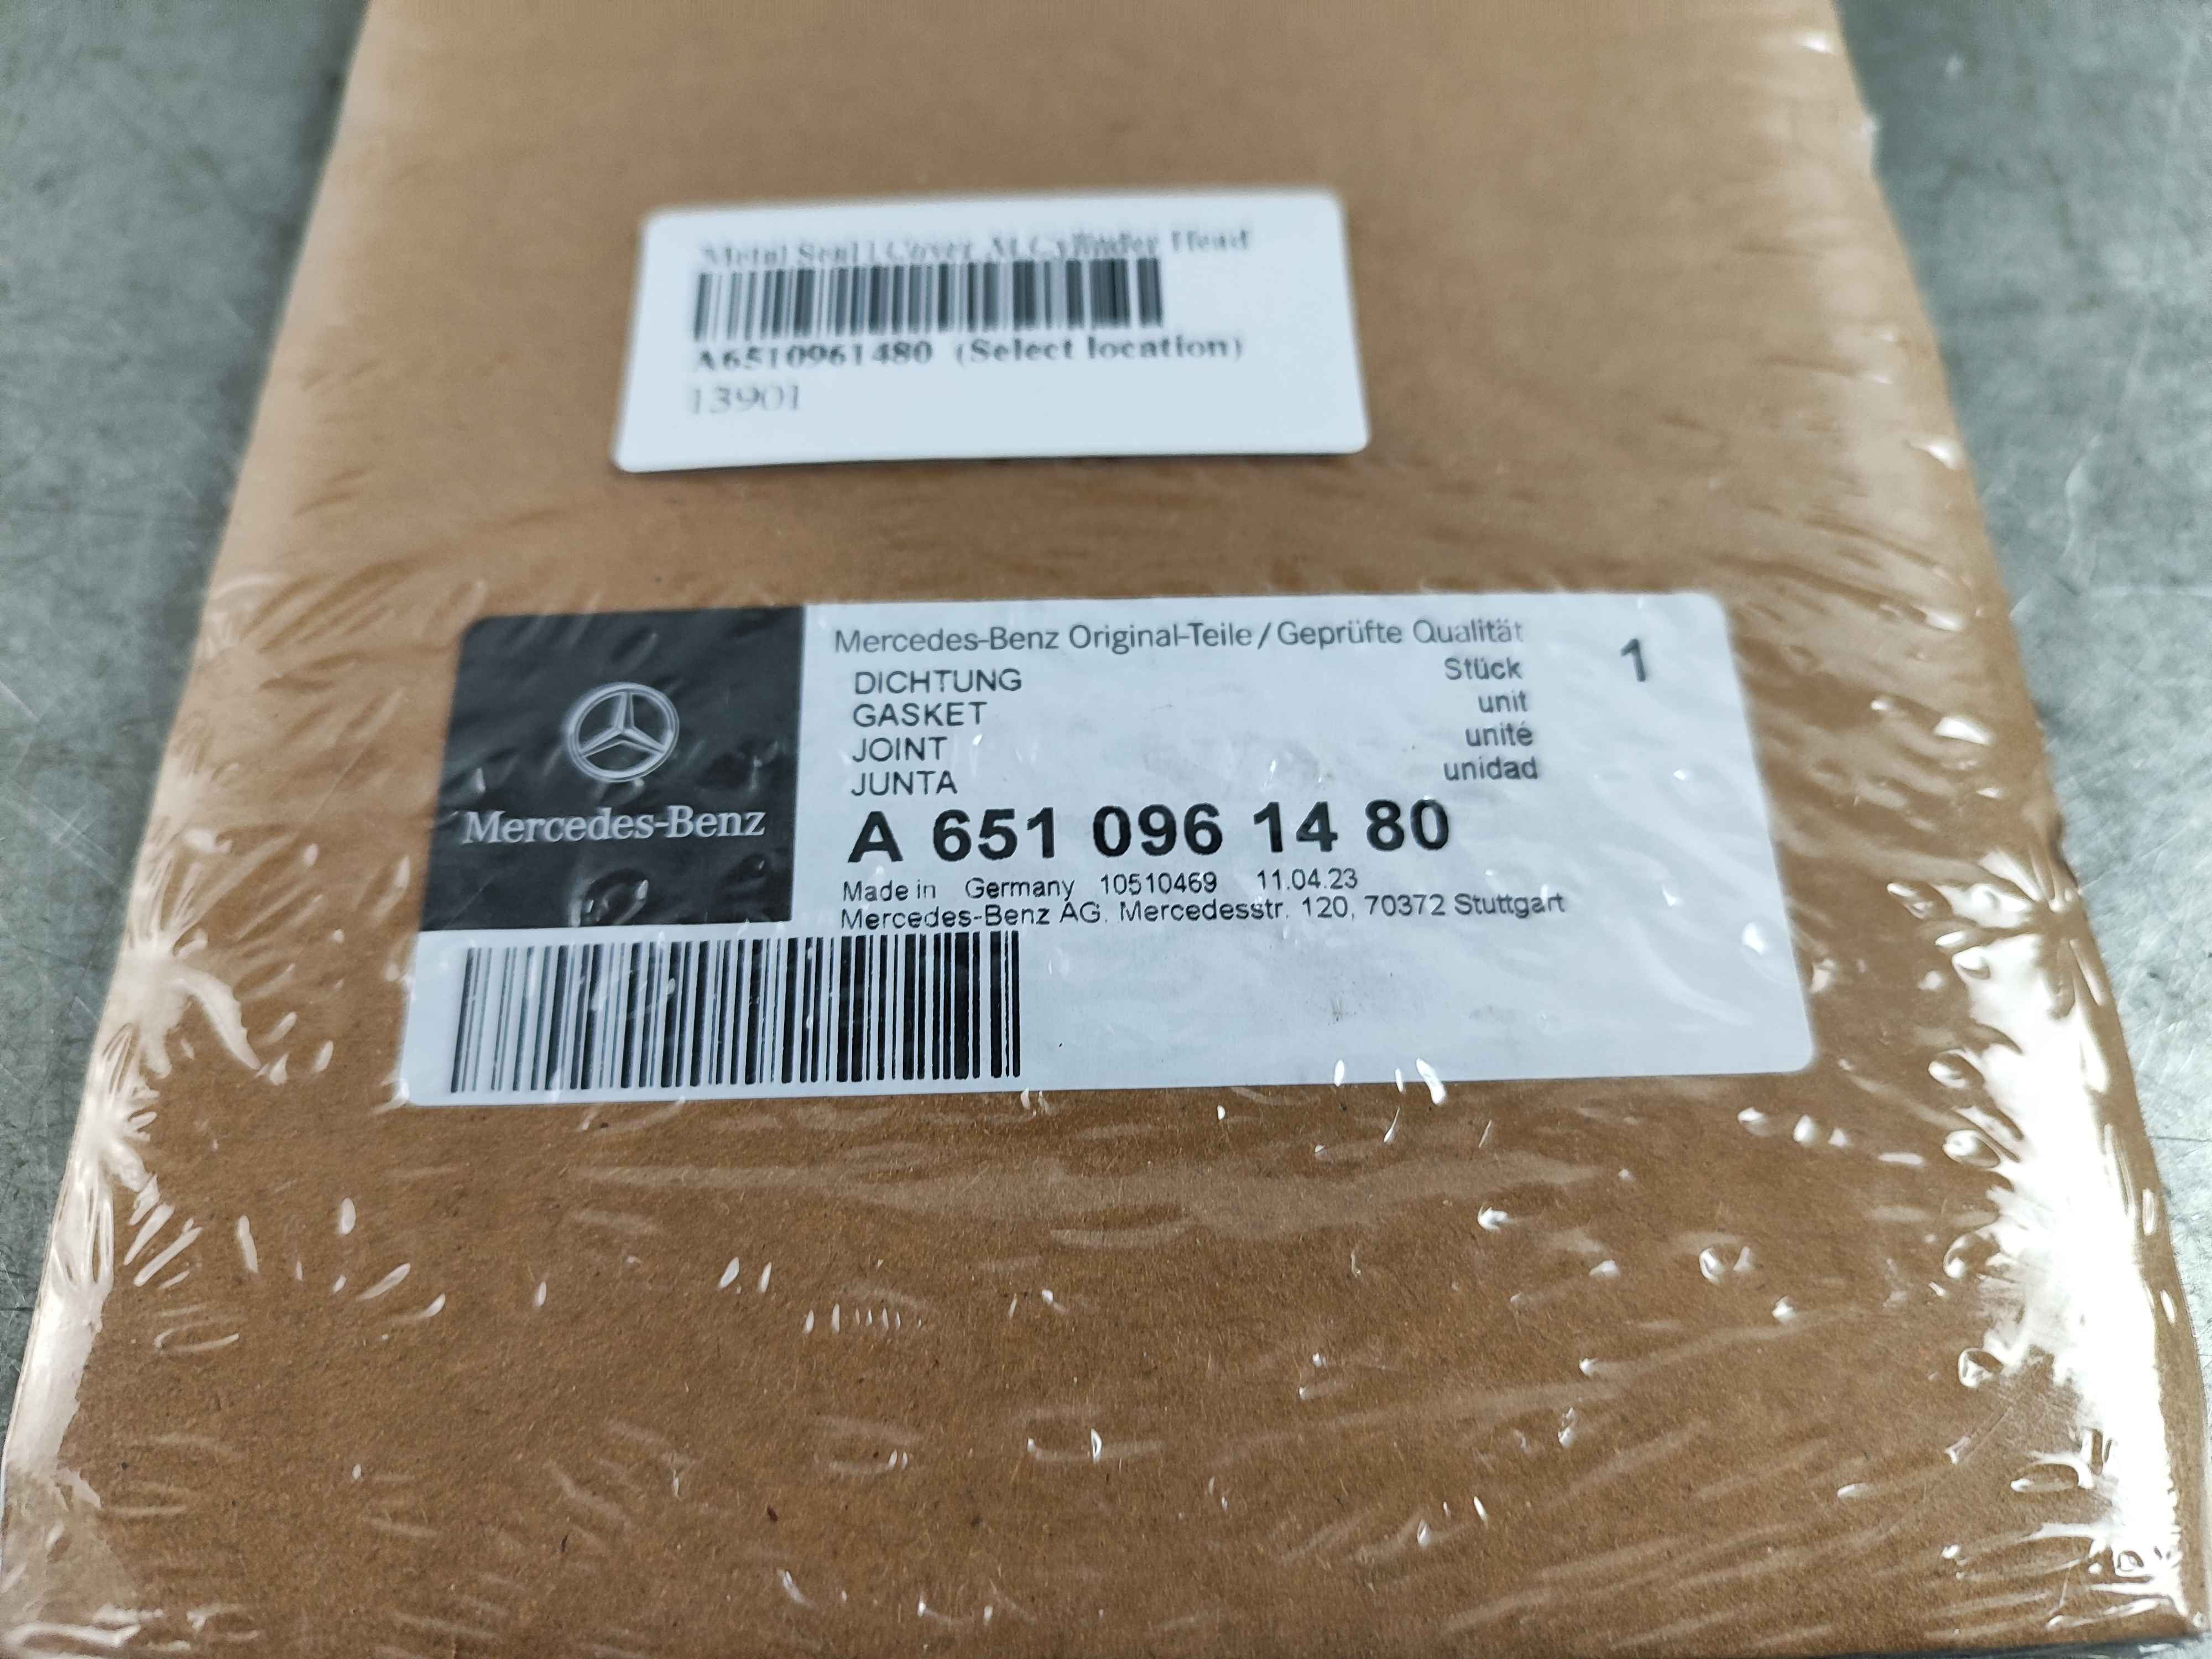 Metal Seal | Cover, M Cylinder Head
A6510961480 (Select location)
13901
Mercedes-Benz Original-Teile / Geprüfte Qualität
DICHTUNG Stück 1
GASKET unit
JOINT unité
JUNTA unidad
Mercedes-Benz
A 651 096 14 80
Made in Germany 10510469 11.04.23
Mercedes-Benz AG. Mercedesstr. 120, 70372 Stuttgart